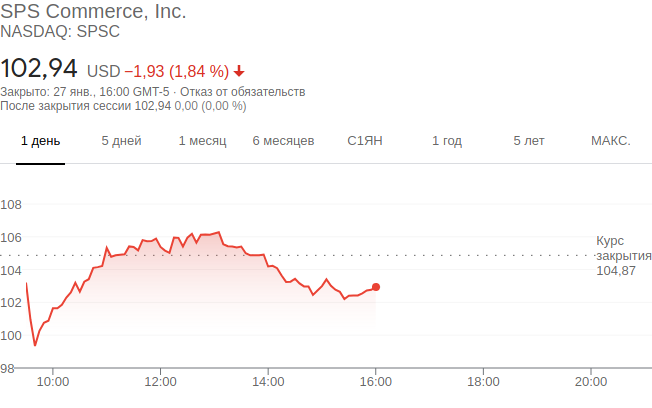 SPS Commerce, Inc.
NASDAQ: SPSC
102,94 USD −1,93 (1,84 %)
Закрыто: 27 янв., 16:00 GMT-5 · Отказ от обязательств
После закрытия сессии 102,94 0,00 (0,00 %)
1 день 5 дней 1 месяц 6 месяцев С1ЯН 1 год 5 лет МАКС.
108
106
Курс
закрытия
104,87
104
102
100
98
10:00 12:00 14:00 16:00 18:00 20:00